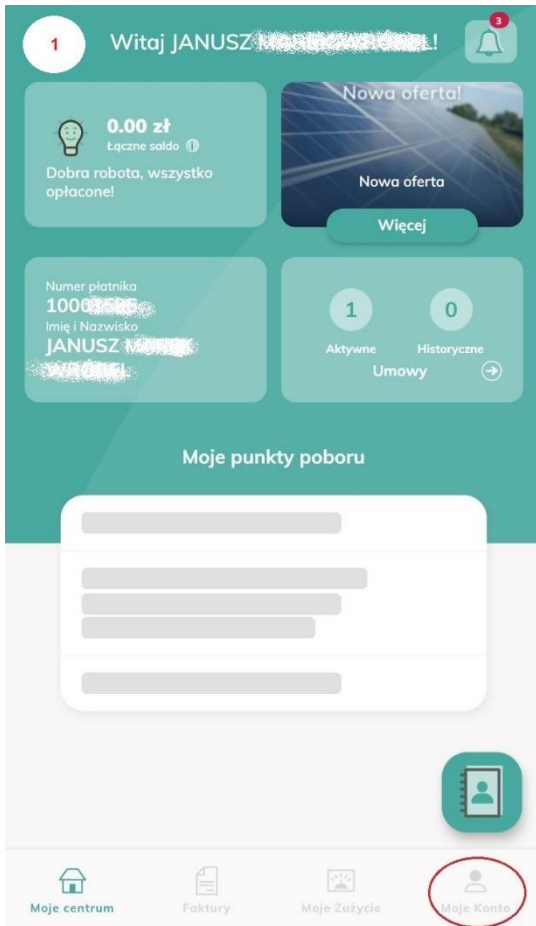 1
Witaj JANUSZ !
3
0.00 zł
Łączne saldo i
Dobra robota, wszystko
opłacone!
Nowa oferta!
Nowa oferta
Więcej
Numer płatnika
Imię i Nazwisko
JANUSZ
1
0
Aktywne
Historyczne
Umowy
Moje punkty poboru
Moje centrum
Faktury
Moje Zużycie
Moje Konto